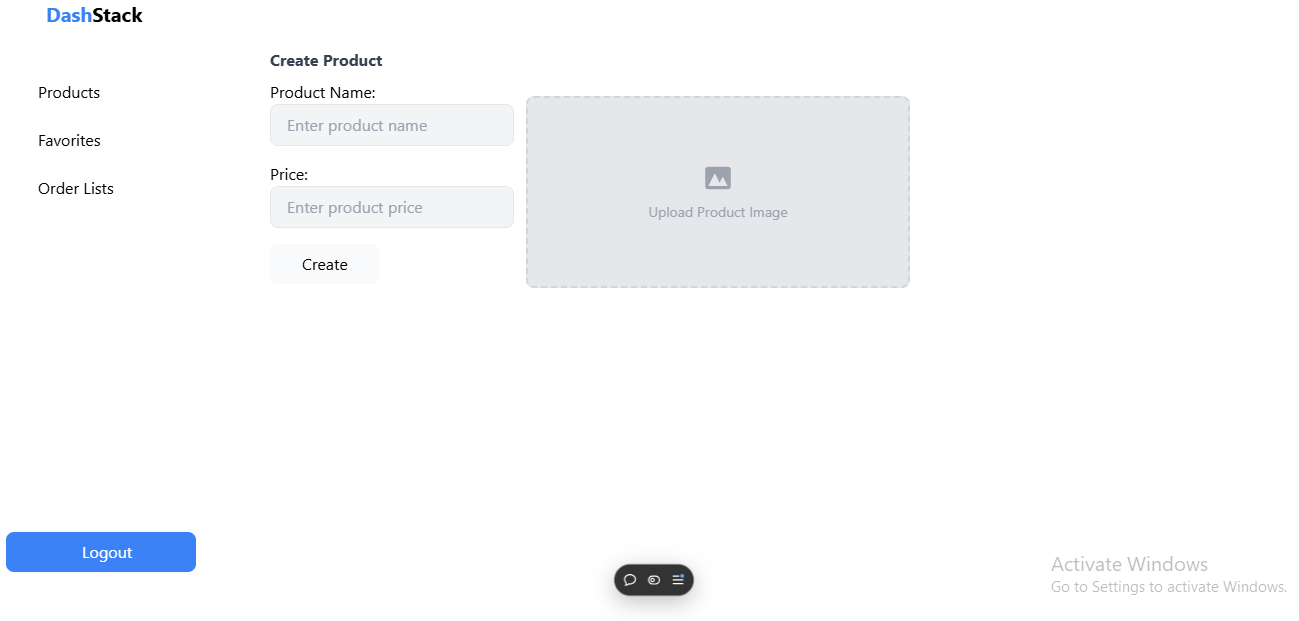 DashStack
Products
Favorites
Order Lists
Logout
Create Product
Product Name:
Enter product name
Price:
Enter product price
Create
Upload Product Image
Activate Windows
Go to Settings to activate Windows.